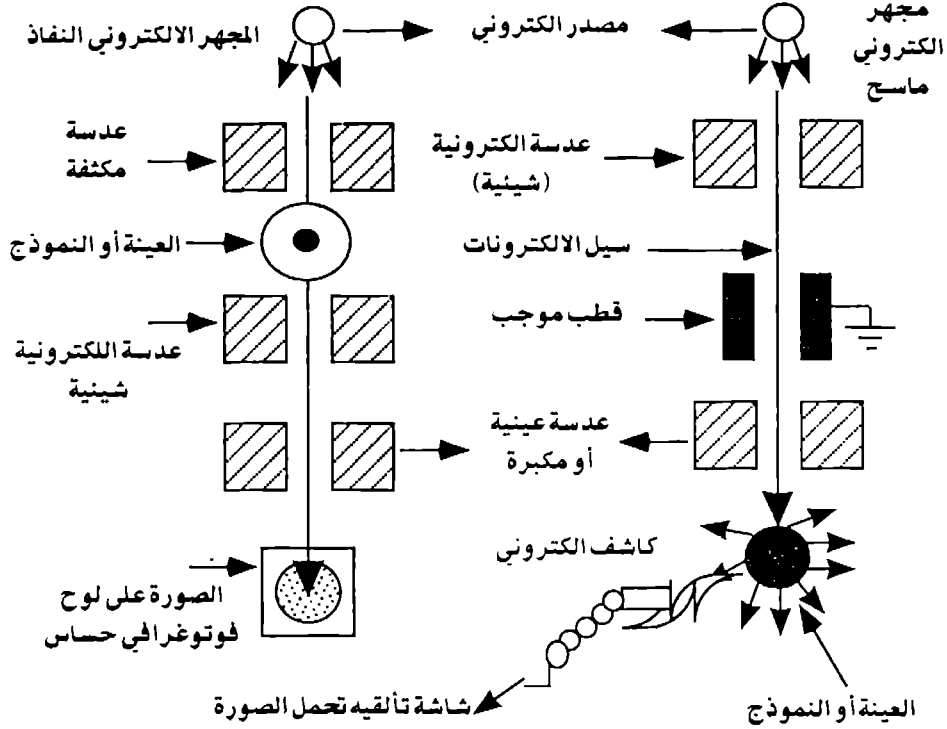 مجهر
الكتروني
ماسح
مصدر الكتروني
المجهر الالكتروني النفاذ
عدسة الكترونية
(شيئية)
عدسة
مكثفة
سيل الالكترونات
العينة أو النموذج
قطب موجب
عدسة اللكترونية
شيئية
عدسة عينية
أو مكبرة
كاشف الكتروني
الصورة على لوح
فوتوغرافي حساس
العينة أو النموذج
شاشة تألقيه تحمل الصورة